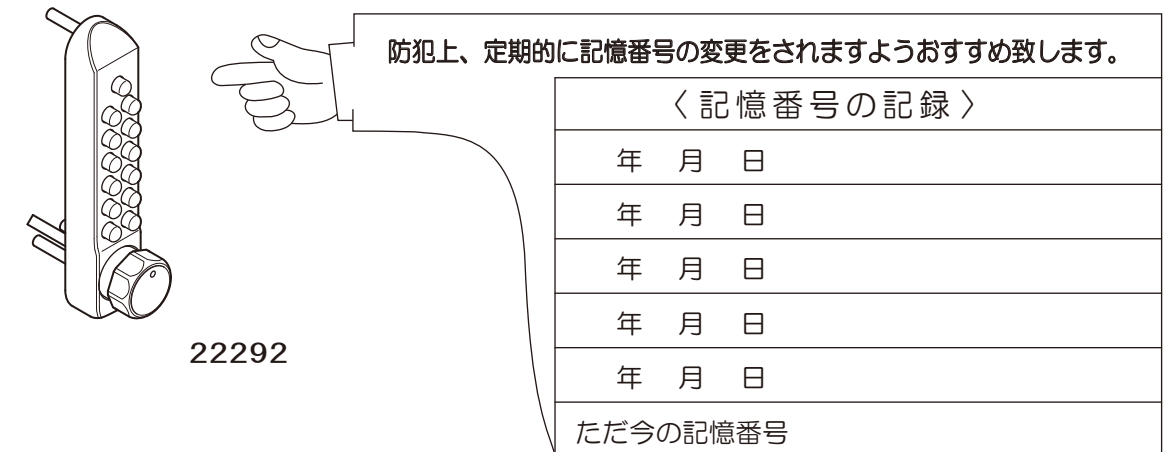 防犯上、定期的に記憶番号の変更をされますようおすすめ致します。
〈記憶番号の記録〉
年 月 日
年 月 日
年 月 日
年 月 日
年 月 日
ただ今の記憶番号
22292